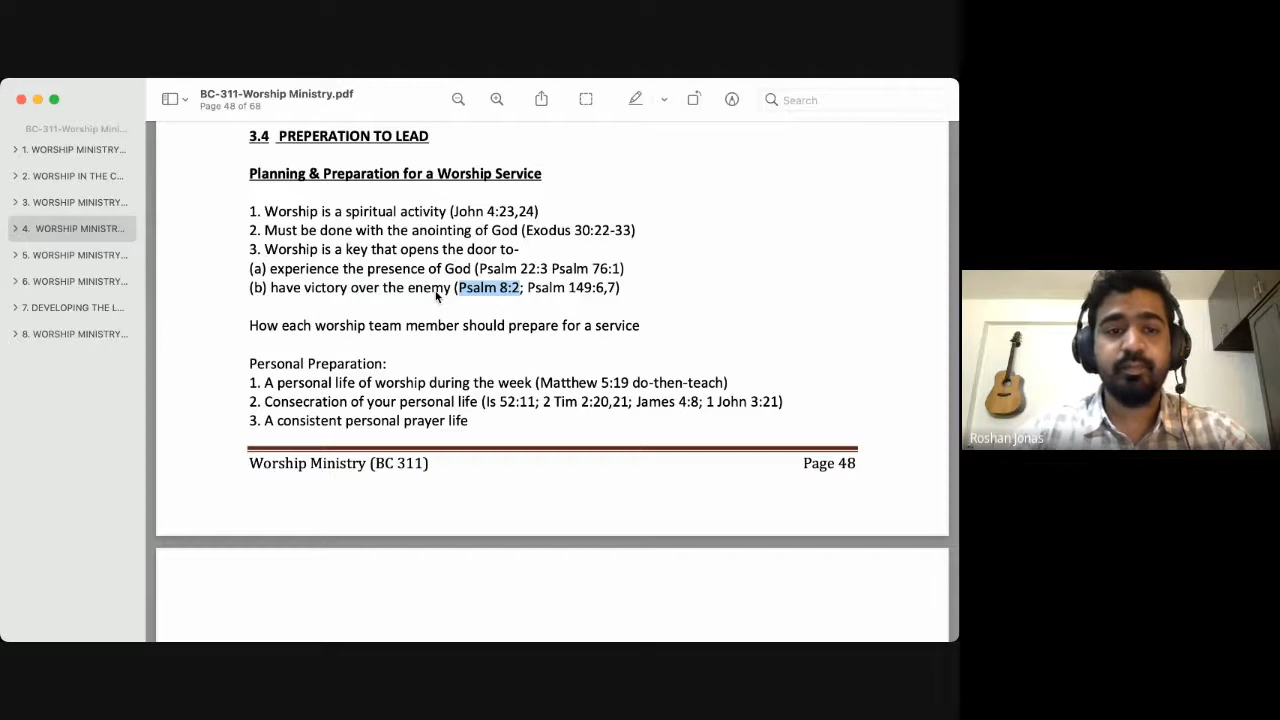 BC-311-Worship Ministry.pdf
Page 48 of 68
Search
BC-311-Worship Mini...
1. WORSHIP MINISTRY...
2. WORSHIP IN THE C...
3. WORSHIP MINISTRY...
4. WORSHIP MINISTR...
5. WORSHIP MINISTRY...
6. WORSHIP MINISTRY...
7. DEVELOPING THE L...
8. WORSHIP MINISTRY...
3.4 PREPERATION TO LEAD
Planning & Preparation for a Worship Service
1. Worship is a spiritual activity (John 4:23,24)
2. Must be done with the anointing of God (Exodus 30:22-33)
3. Worship is a key that opens the door to-
(a) experience the presence of God (Psalm 22:3 Psalm 76:1)
(b) have victory over the enemy (Psalm 8:2; Psalm 149:6,7)
How each worship team member should prepare for a service
Personal Preparation:
1. A personal life of worship during the week (Matthew 5:19 do-then-teach)
2. Consecration of your personal life (Is 52:11; 2 Tim 2:20,21; James 4:8; 1 John 3:21)
3. A consistent personal prayer life
Worship Ministry (BC 311) Page 48
Roshan Jonas